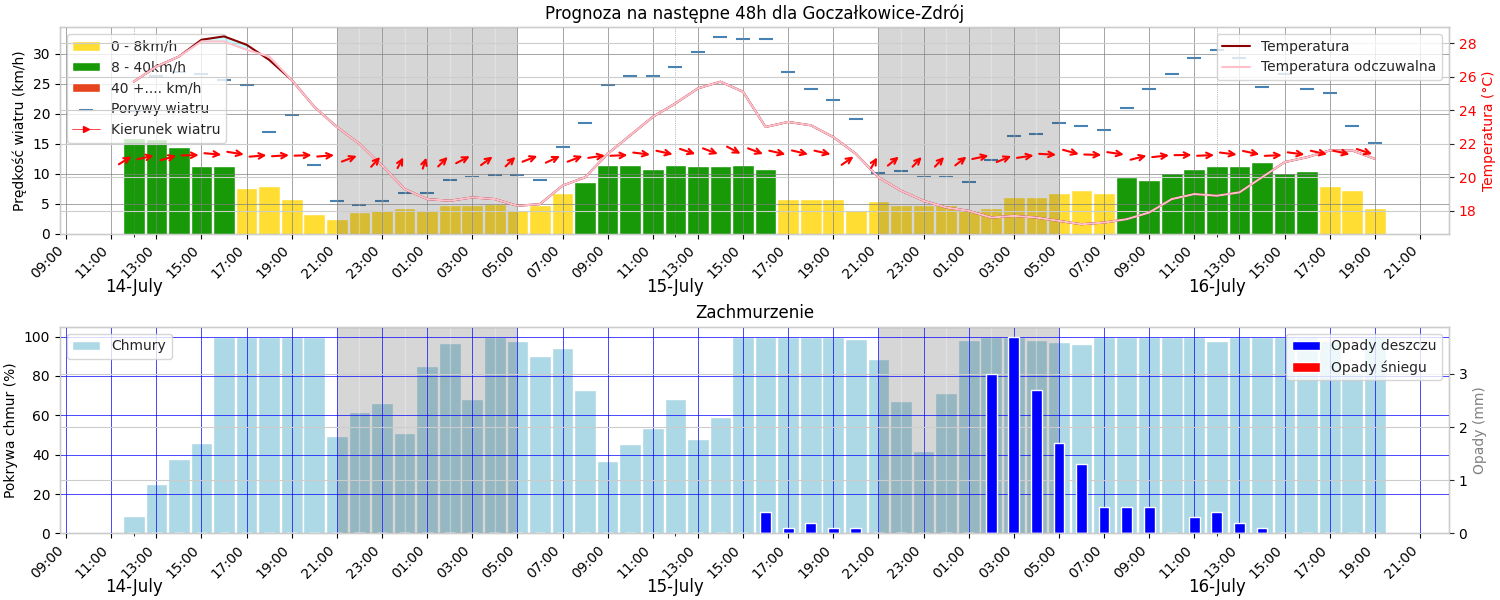 Prognoza na następne 48h dla Goczałkowice-Zdrój
0 - 8km/h
8 - 40km/h
40 +.... km/h
Porywy wiatru
Kierunek wiatru
Temperatura
Temperatura odczuwalna
Prędkość wiatru (km/h)
30
25
20
15
10
5
0
28
26
24
22
20
18
Temperatura (°C)
09:00 11:00 13:00 15:00 17:00 19:00 21:00 23:00 01:00 03:00 05:00 07:00 09:00 11:00 13:00 15:00 17:00 19:00 21:00 23:00 01:00 03:00 05:00 07:00 09:00 11:00 13:00 15:00 17:00 19:00 21:00
14-July 15-July 16-July
Zachmurzenie
Chmury
Opady deszczu
Opady śniegu
Pokrywa chmur (%)
100
80
60
40
20
0
3
2
1
0
Opady (mm)
09:00 11:00 13:00 15:00 17:00 19:00 21:00 23:00 01:00 03:00 05:00 07:00 09:00 11:00 13:00 15:00 17:00 19:00 21:00 23:00 01:00 03:00 05:00 07:00 09:00 11:00 13:00 15:00 17:00 19:00 21:00
14-July 15-July 16-July